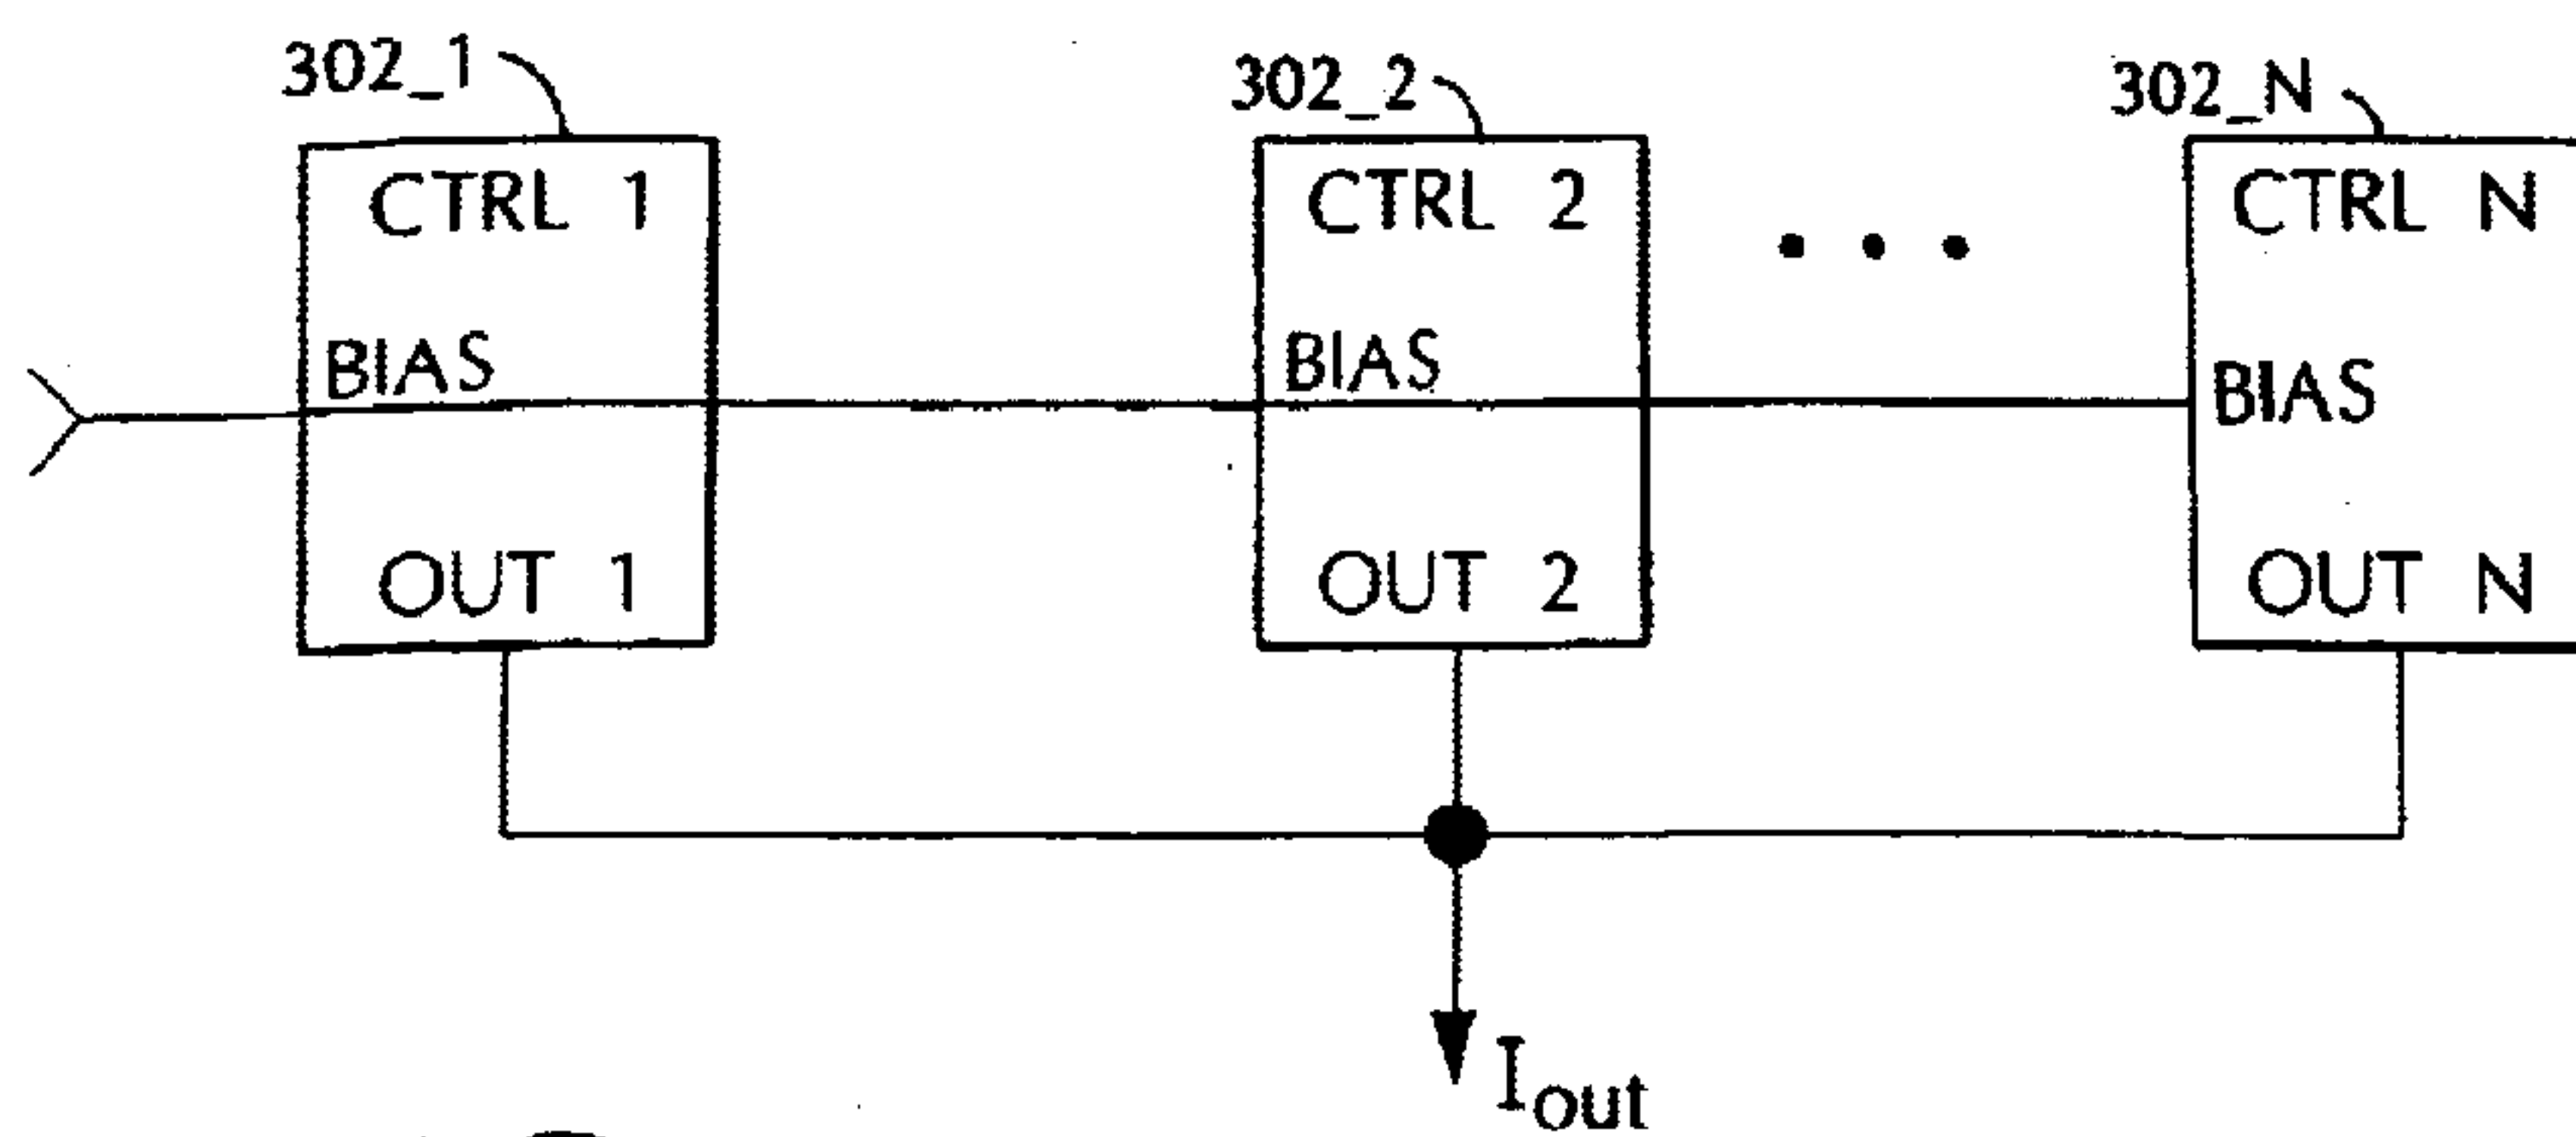 302_1
302_2
302_N
CTRL 1
CTRL 2
CTRL N
BIAS
BIAS
BIAS
OUT 1
OUT 2
OUT N
Iout